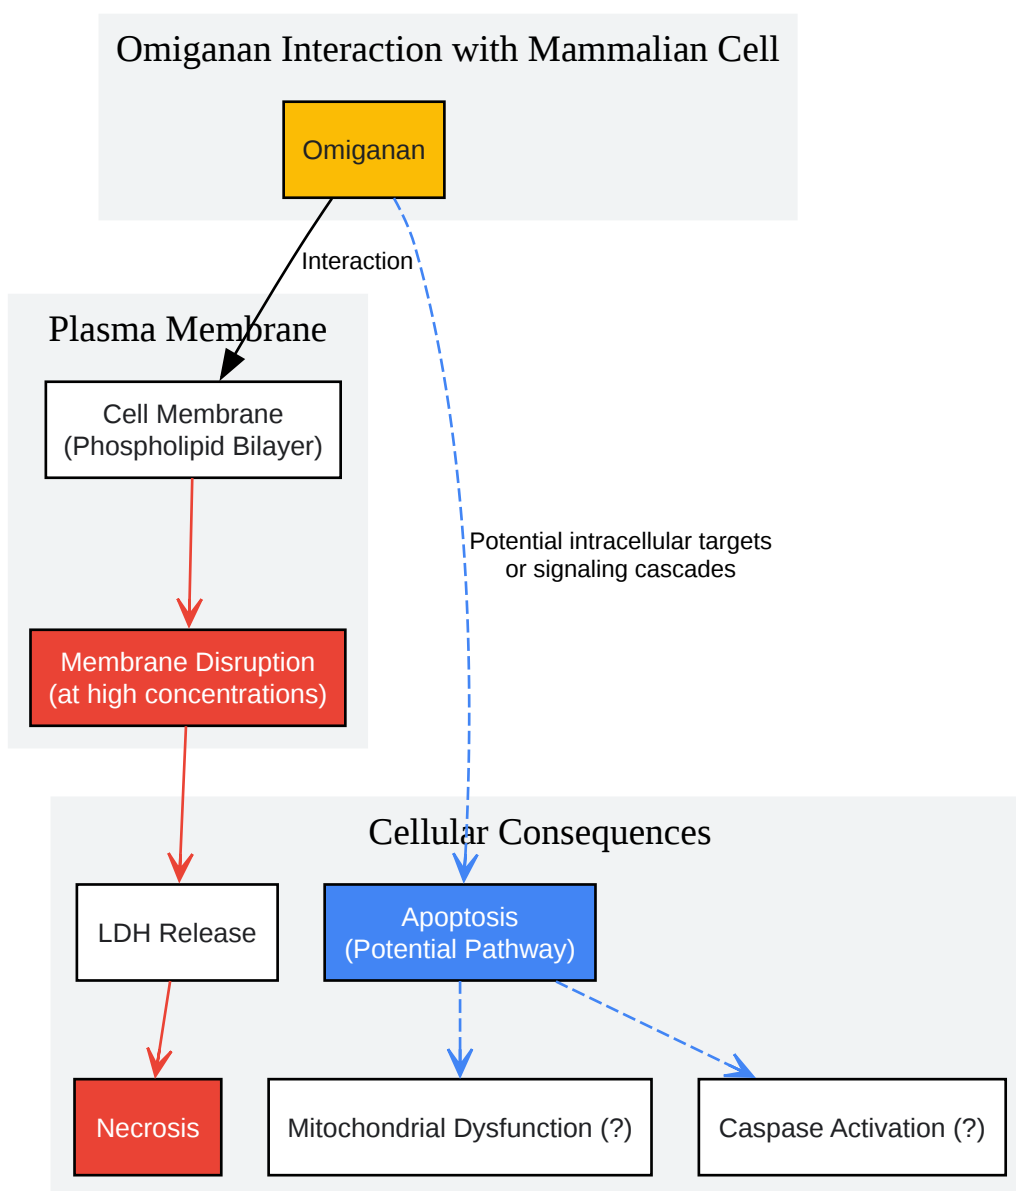 Omiganan Interaction with Mammalian Cell
Omiganan
Interaction
Plasma Membrane
Cell Membrane
(Phospholipid Bilayer)
Potential intracellular targets
or signaling cascades
Membrane Disruption
(at high concentrations)
Cellular Consequences
LDH Release
Apoptosis
(Potential Pathway)
Necrosis
Mitochondrial Dysfunction (?)
Caspase Activation (?)